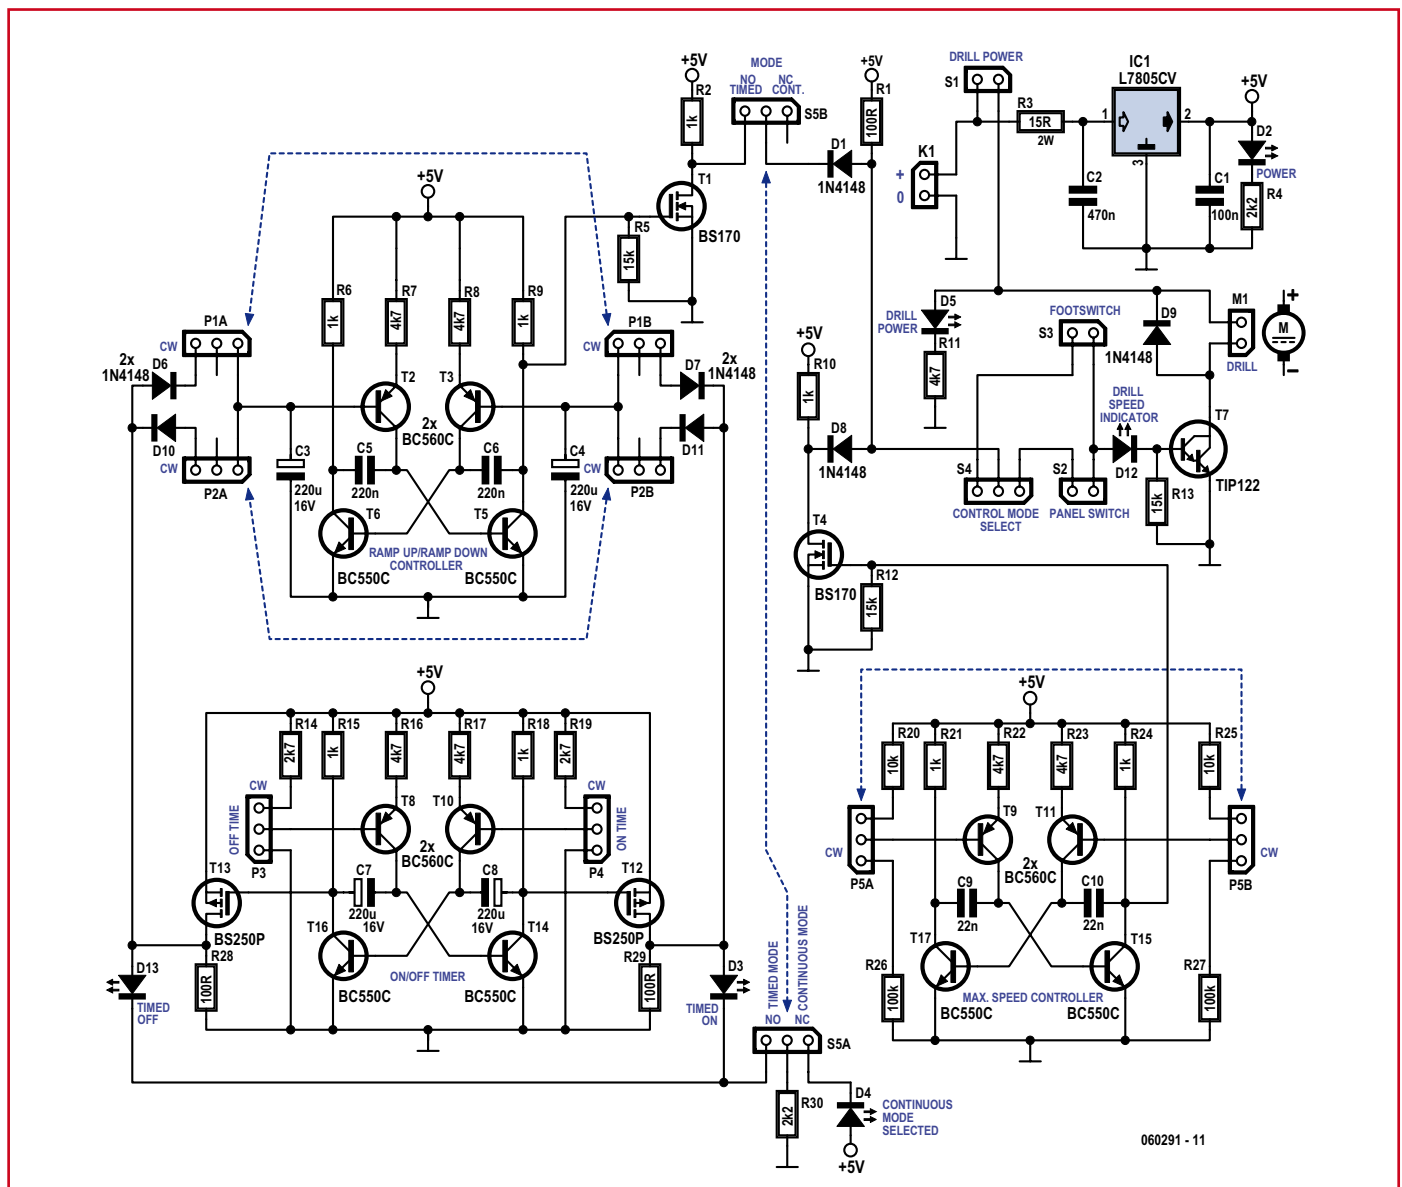 DRILL POWER
IC1
L7805CV
+5V
MODE
+5V
+5V
NO
TIMED
NC
CONT.
S1
R2
1k
S5B
R1
100R
R3
15R
2W
1
2
3
D2
POWER
D1
1N4148
K1
+
0
C2
470n
C1
100n
R4
2k2
+5V
T1
BS170
R5
15k
R6
1k
R7
4k7
R8
4k7
R9
1k
D5
DRILL
POWER
FOOTSWITCH
S3
D9
1N4148
M1
M
+
–
DRILL
P1A
CW
P1B
CW
2x
1N4148
D6
D7
2x
1N4148
+5V
R10
1k
R11
4k7
T2
T3
2x
BC560C
DRILL
SPEED
INDICATOR
T7
TIP122
D10
CW
P2A
D11
CW
P2B
C3
220u
16V
C5
220n
C6
220n
C4
220u
16V
D8
1N4148
S4
CONTROL MODE
SELECT
S2
PANEL SWITCH
D12
R13
15k
T6
T5
RAMP UP/RAMP DOWN
CONTROLLER
BC550C
BC550C
T4
BS170
R12
15k
+5V
+5V
R14
2k7
R15
1k
R16
4k7
R17
4k7
R18
1k
R19
2k7
R20
10k
R21
1k
R22
4k7
R23
4k7
R24
1k
R25
10k
CW
OFF TIME
P3
CW
ON TIME
P4
T8
T10
2x
BC560C
T9
T11
2x
BC560C
CW
P5A
CW
P5B
T13
BS250P
T12
BS250P
C7
220u
16V
C8
220u
16V
C9
22n
C10
22n
T16
T14
T17
T15
ON/OFF TIMER
BC550C
BC550C
R28
100R
R29
100R
D13
TIMED
OFF
D3
TIMED
ON
TIMED MODE
CONTINUOUS MODE
NO
NC
S5A
R26
100k
R27
100k
MAX. SPEED CONTROLLER
BC550C
BC550C
R30
2k2
D4
CONTINUOUS
MODE
SELECTED
+5V
060291 - 11